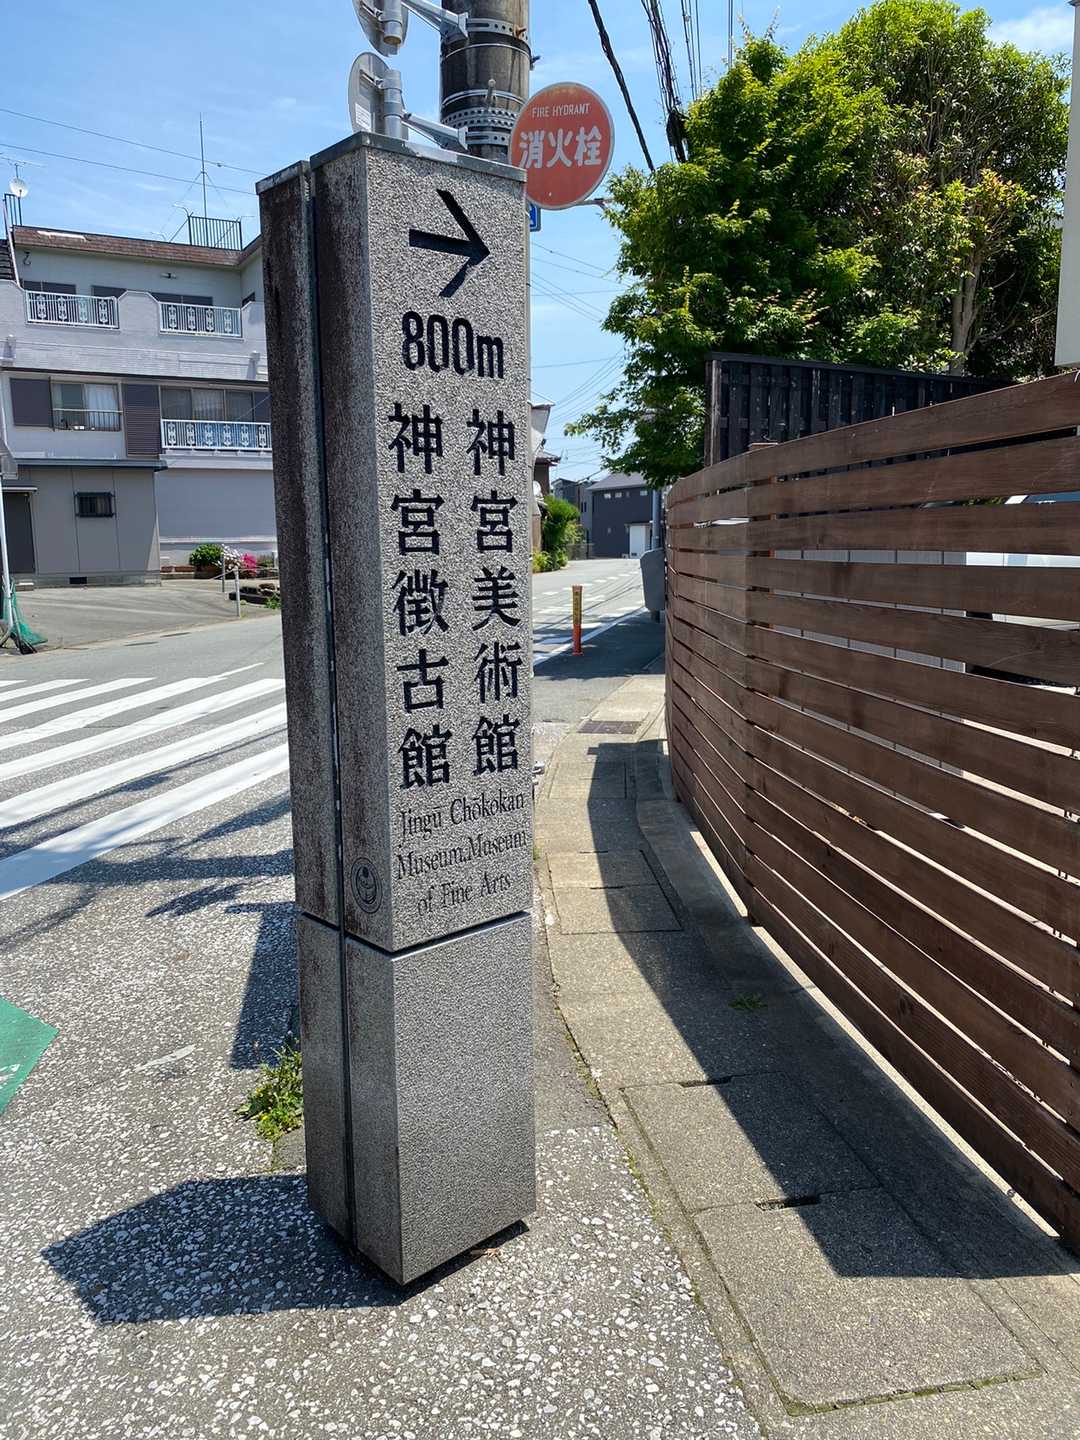 FIRE HYDRANT
消火栓
→
800m
神宮美術館
神宮徴古館
Jingū Chōkokan
Museum.Museum
of Fine Arts